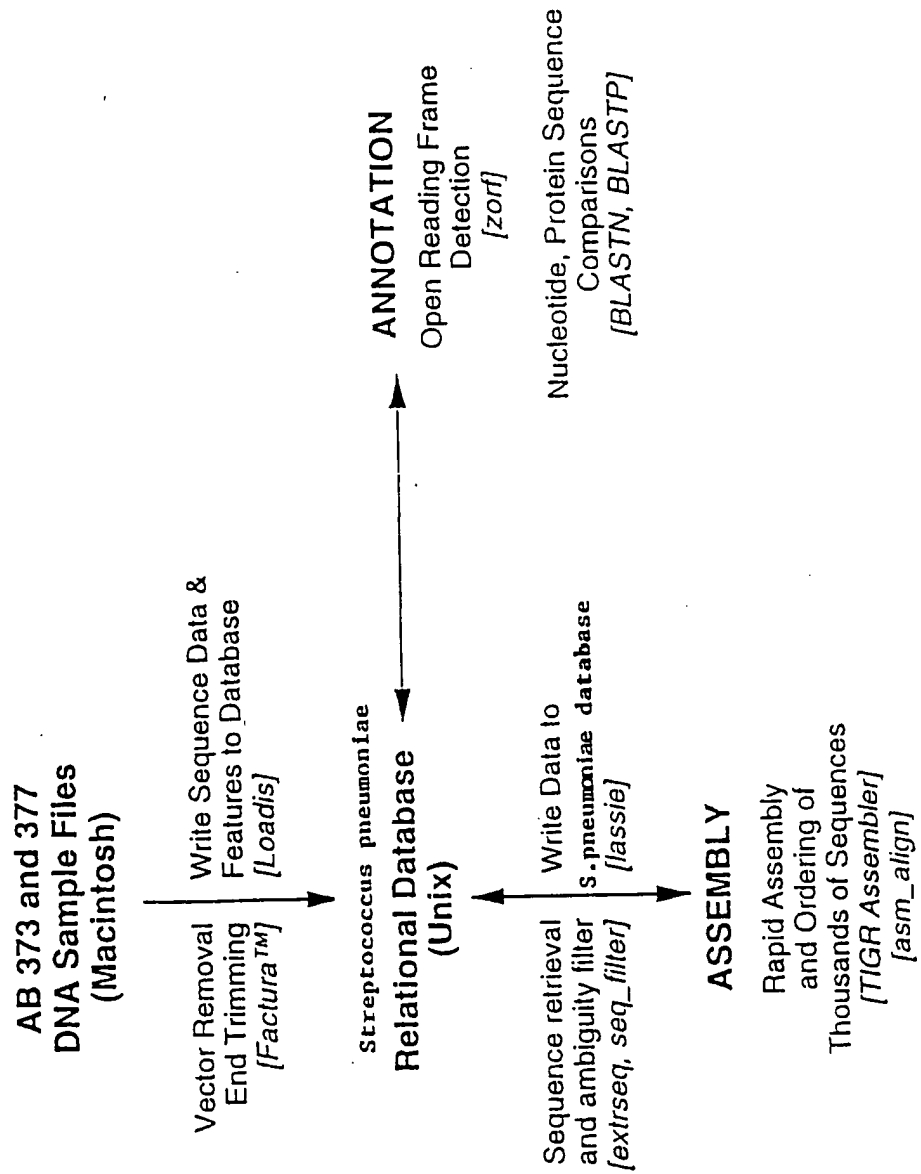 AB 373 and 377
DNA Sample Files
(Macintosh)
Vector Removal
End Trimming
[Factura™]
Write Sequence Data &
Features to Database
[Loadis]
Streptococcus pneumoniae
Relational Database
(Unix)
ANNOTATION
Open Reading Frame
Detection
[zorf]
Nucleotide, Protein Sequence
Comparisons
[BLASTN, BLASTP]
Sequence retrieval
and ambiguity filter
[extrseq, seq_filter]
Write Data to
S.pneumoniae database
[lassie]
ASSEMBLY
Rapid Assembly
and Ordering of
Thousands of Sequences
[TIGR Assembler]
[asm_align]